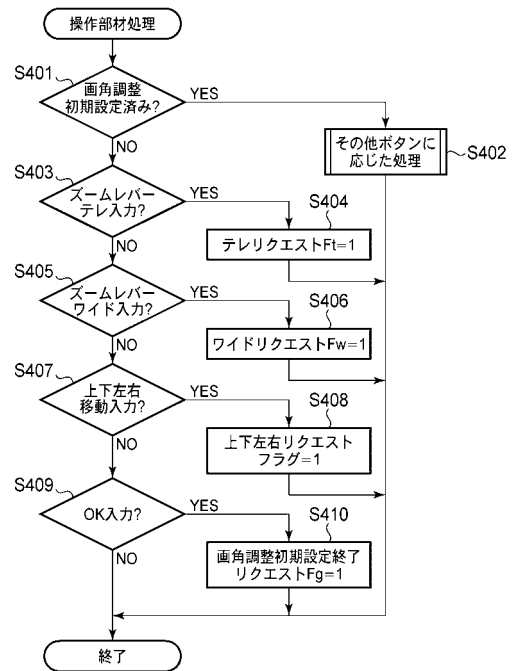 操作部材処理
S401
画角調整
初期設定済み?
YES
NO
その他ボタンに
応じた処理
S402
S403
ズームレバー
テレ入力?
YES
NO
S404
テレリクエストFt=1
S405
ズームレバー
ワイド入力?
YES
NO
S406
ワイドリクエストFw=1
S407
上下左右
移動入力?
YES
NO
S408
上下左右リクエスト
フラグ=1
S409
OK入力?
YES
NO
S410
画角調整初期設定終了
リクエストFg=1
終了